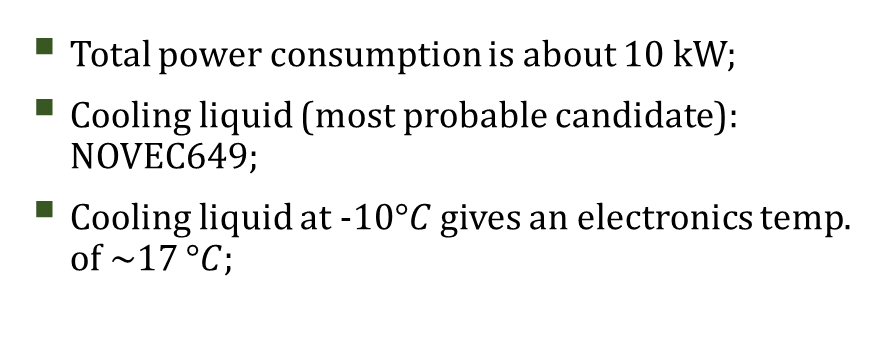 ▪ Total power consumption is about 10 kW;
▪ Cooling liquid (most probable candidate):
NOVEC649;
▪ Cooling liquid at -10°C gives an electronics temp.
of ~17 °C;